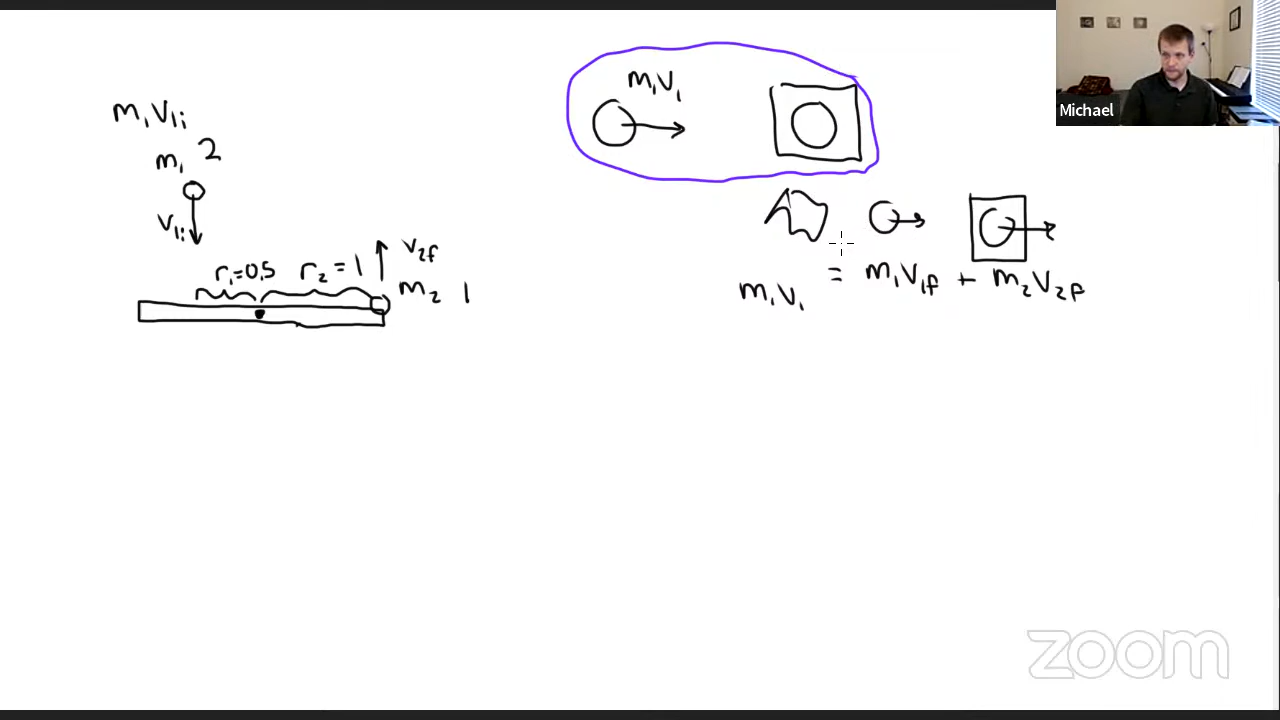 Michael
m₁v₁ᵢ
m₁ 2
v₁ᵢ
r₁=0.5 r₂=1
v₂f
m₂ 1
m₁v₁
m₁v₁ = m₁v₁f + m₂v₂f
zoom